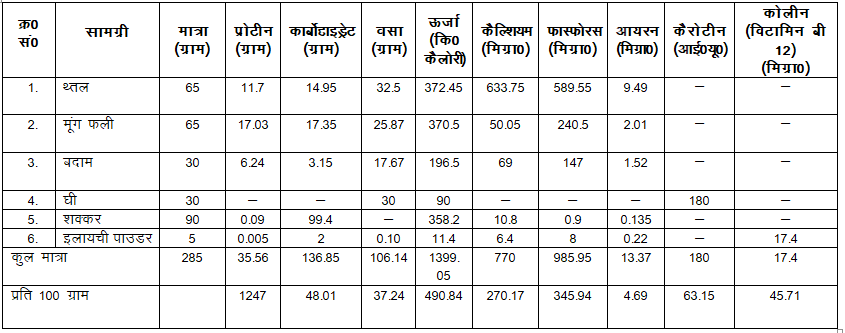 क्र0 सं0 सामग्री मात्रा (ग्राम) प्रोटीन (ग्राम) कार्बोहाइड्रेट (ग्राम) वसा (ग्राम) ऊर्जा (कि0 कैलोरी) कैल्शियम (मिग्रा0) फास्फोरस (मिग्रा0) आयरन (मिग्रा0) कैरोटीन (आई0यू0) कोलीन (विटामिन बी 12) (मिग्रा0)
1. थ्तल 65 11.7 14.95 32.5 372.45 633.75 589.55 9.49 — —
2. मूंग फली 65 17.03 17.35 25.87 370.5 50.05 240.5 2.01 — —
3. बदाम 30 6.24 3.15 17.67 196.5 69 147 1.52 — —
4. घी 30 — — 30 90 — — — 180
5. शक्कर 90 0.09 99.4 — 358.2 10.8 0.9 0.135 — —
6. इलायची पाउडर 5 0.005 2 0.10 11.4 6.4 8 0.22 — 17.4
कुल मात्रा 285 35.56 136.85 106.14 1399.05 770 985.95 13.37 180 17.4
प्रति 100 ग्राम 1247 48.01 37.24 490.84 270.17 345.94 4.69 63.15 45.71